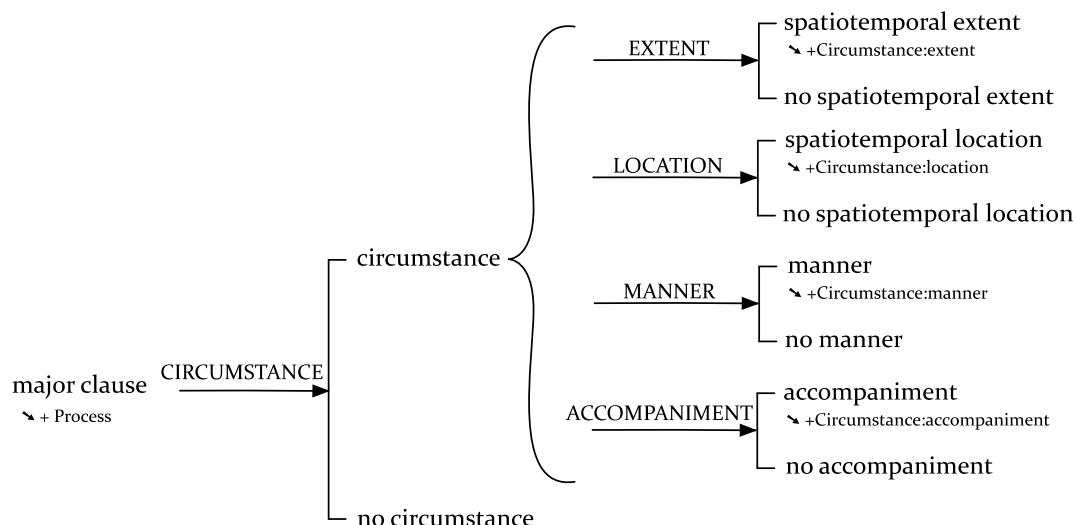 spatiotemporal extent
EXTENT
➘ +Circumstance:extent
no spatiotemporal extent
spatiotemporal location
LOCATION
➘ +Circumstance:location
no spatiotemporal location
circumstance
manner
MANNER
➘ +Circumstance:manner
no manner
CIRCUMSTANCE
major clause
➘ + Process
accompaniment
ACCOMPANIMENT
➘ +Circumstance:accompaniment
no accompaniment
no circumstance